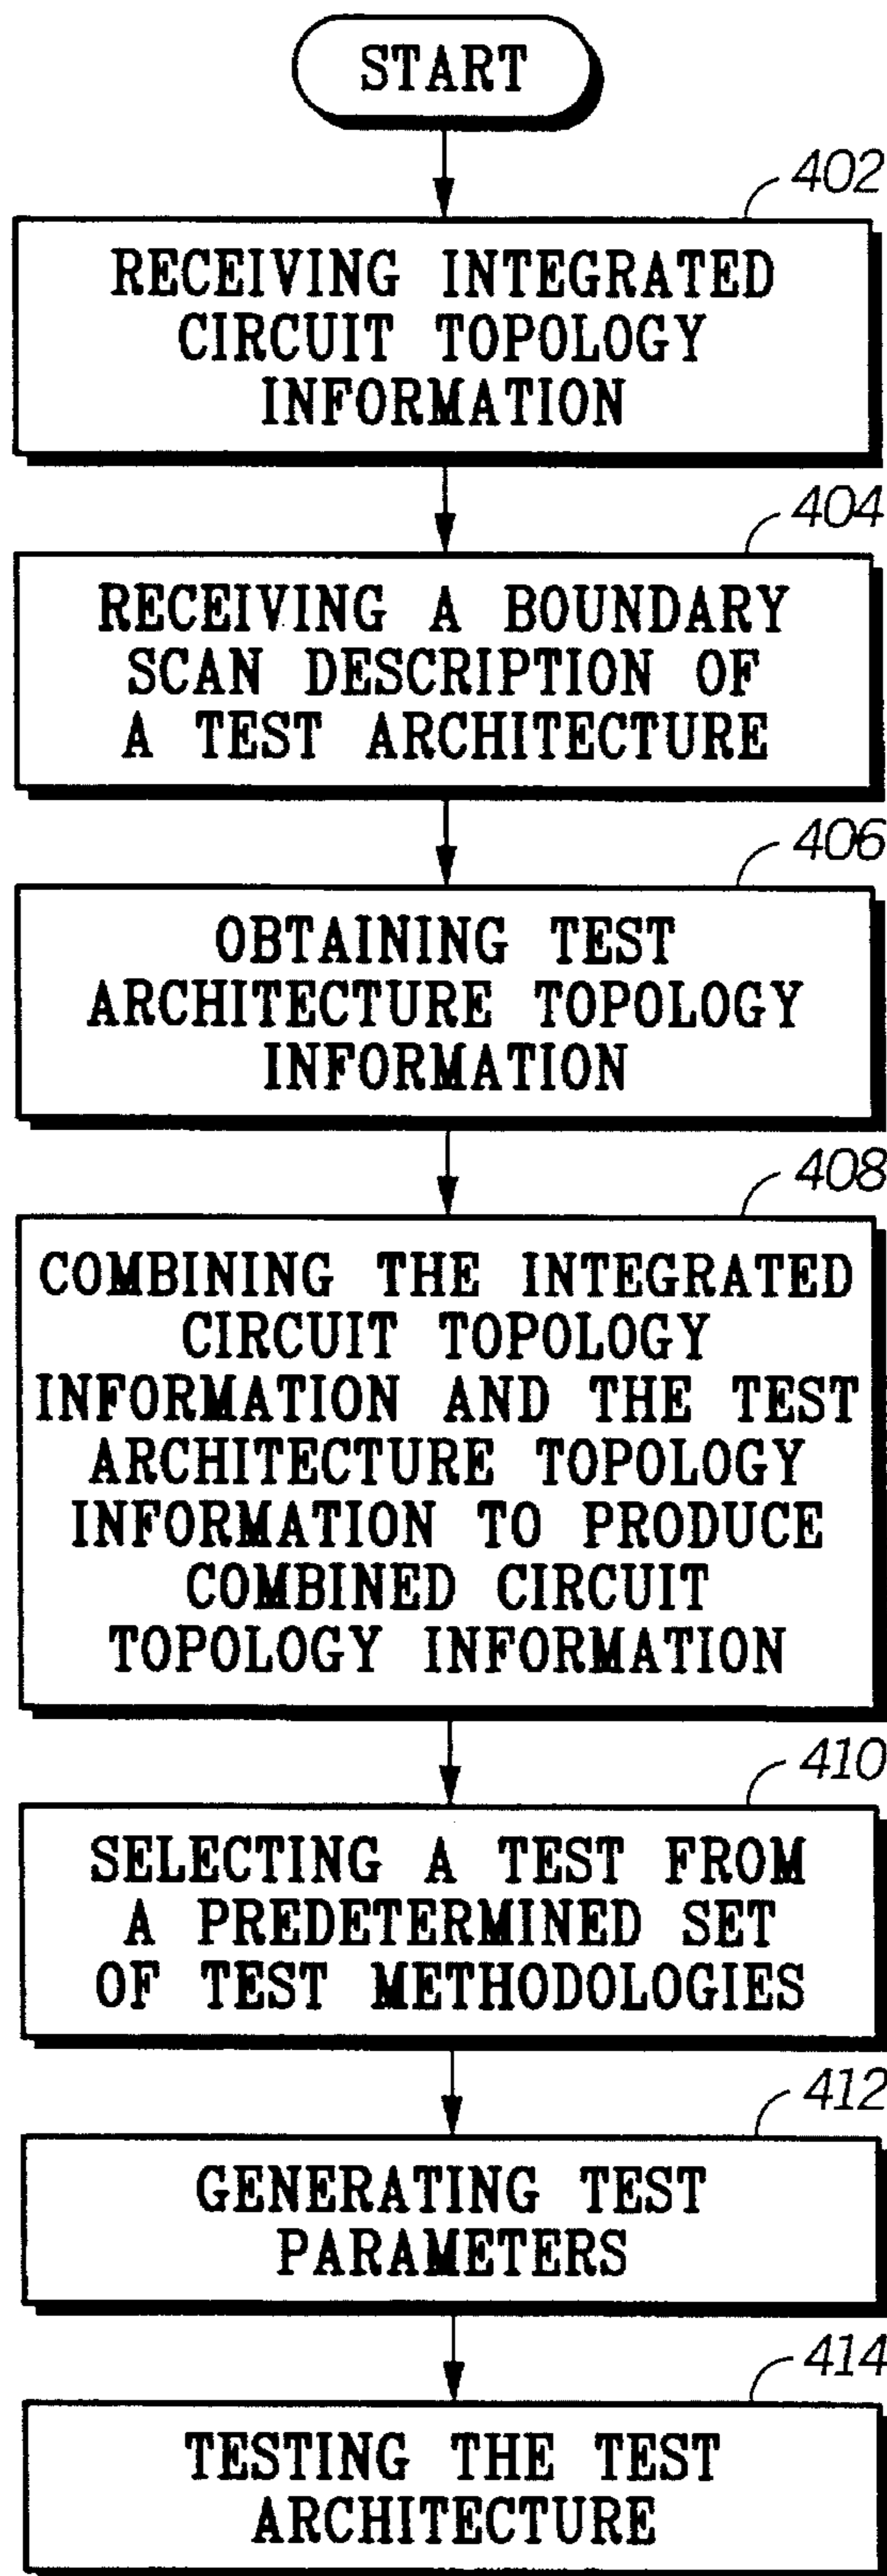 START
402
RECEIVING INTEGRATED
CIRCUIT TOPOLOGY
INFORMATION
404
RECEIVING A BOUNDARY
SCAN DESCRIPTION OF
A TEST ARCHITECTURE
406
OBTAINING TEST
ARCHITECTURE TOPOLOGY
INFORMATION
408
COMBINING THE INTEGRATED
CIRCUIT TOPOLOGY
INFORMATION AND THE TEST
ARCHITECTURE TOPOLOGY
INFORMATION TO PRODUCE
COMBINED CIRCUIT
TOPOLOGY INFORMATION
410
SELECTING A TEST FROM
A PREDETERMINED SET
OF TEST METHODOLOGIES
412
GENERATING TEST
PARAMETERS
414
TESTING THE TEST
ARCHITECTURE